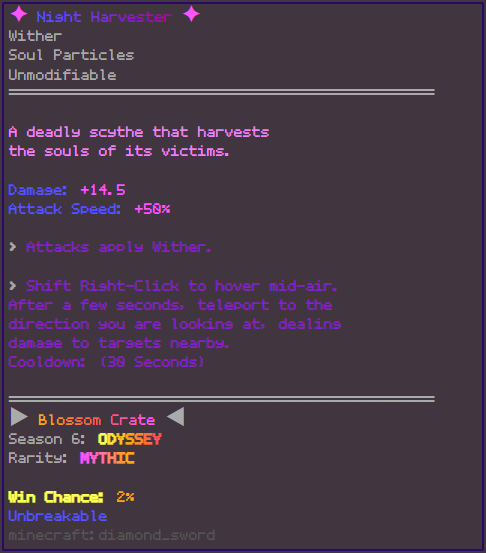 ✦ Night Harvester ✦
Wither
Soul Particles
Unmodifiable
A deadly scythe that harvests
the souls of its victims.
Damage: +14.5
Attack Speed: +50%
> Attacks apply Wither.
> Shift Right-Click to hover mid-air.
After a few seconds, teleport to the
direction you are looking at, dealing
damage to targets nearby.
Cooldown: (30 Seconds)
▶ Blossom Crate ◀
Season 6: ODYSSEY
Rarity: MYTHIC
Win Chance: 2%
Unbreakable
minecraft:diamond_sword